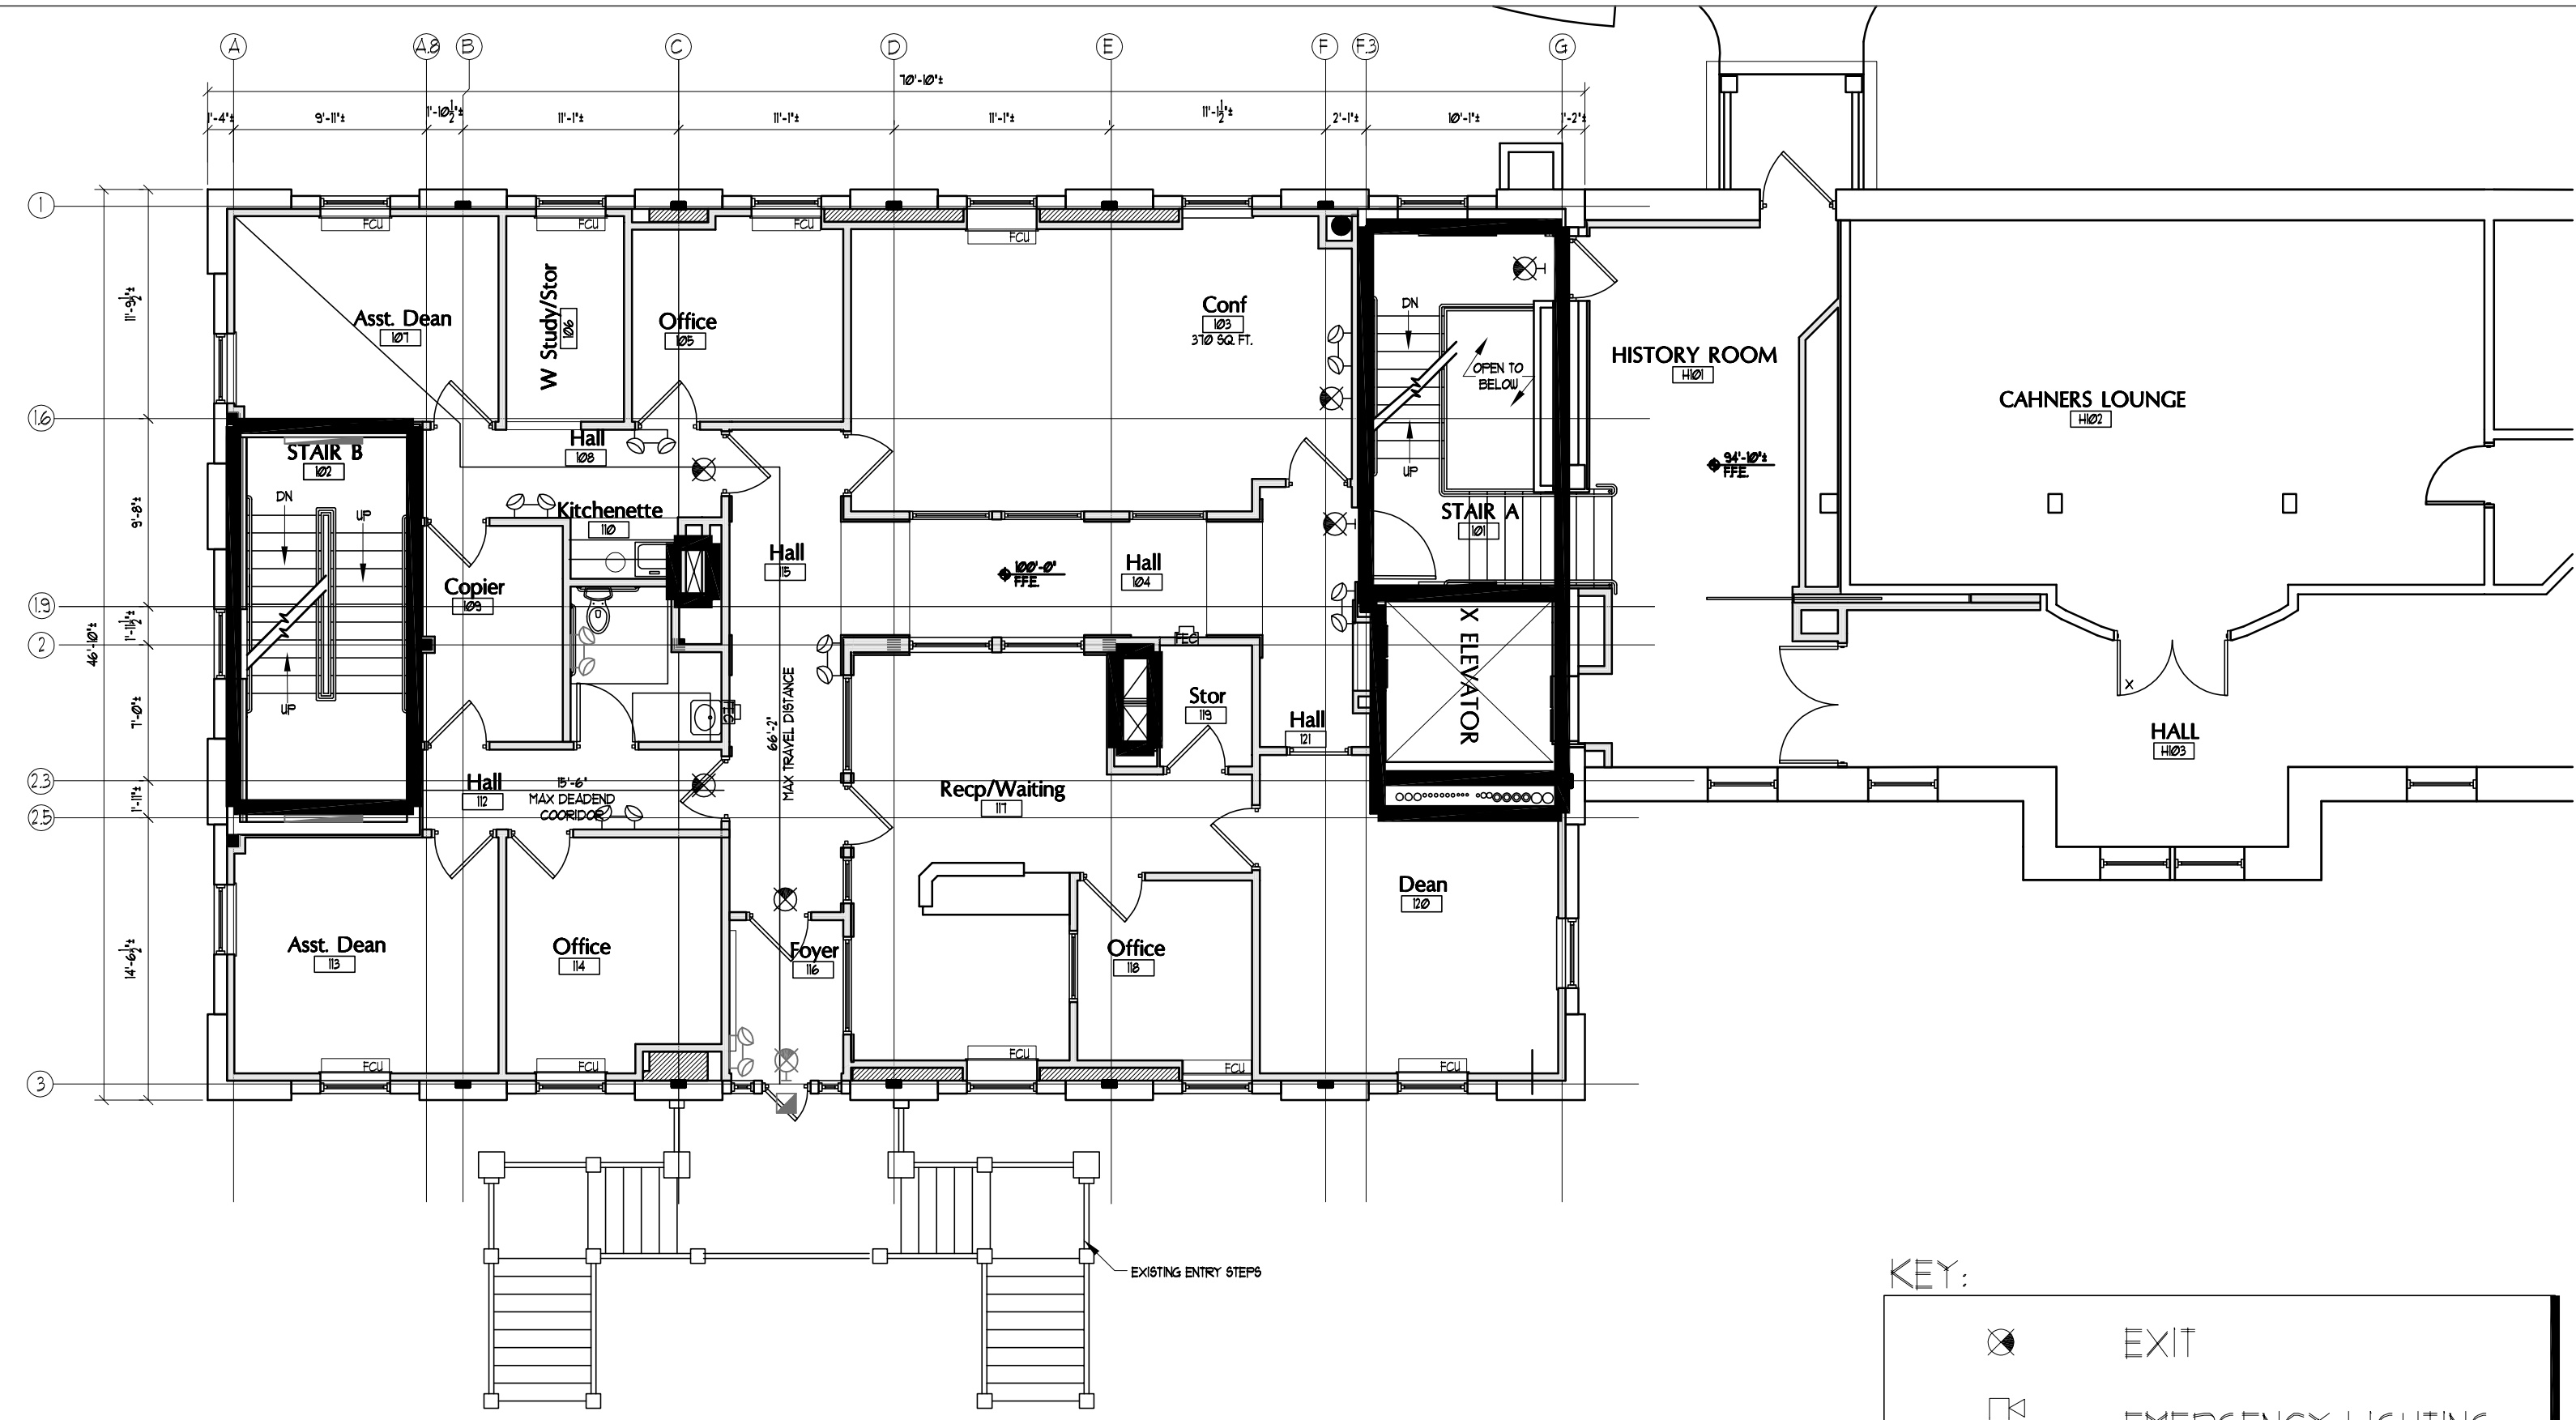 A A.8 B C D E F F.3 G
70'-10"±
1'-4"± 9'-11"± 1'-10½"± 11'-1"± 11'-1"± 11'-1"± 11'-1½"± 2'-1"± 10'-1"± 1'-2"±
1
FCU FCU FCU FCU
11'-9½"±
Asst. Dean
107
W Study/Stor
106
Office
105
Conf
103
370 SQ. FT.
DN
OPEN TO
BELOW
UP
HISTORY ROOM
H101
CAHNERS LOUNGE
H102
1.6
STAIR B
102
DN
UP
UP
Hall
108
94'-10"±
F.F.E.
9'-8"±
Kitchenette
110
STAIR A
101
Hall
115
100'-0"
F.F.E.
Hall
104
Copier
109
1.9
1'-11½"±
2
46'-10"±
FEC
X ELEVATOR
7'-0"±
FEC
66'-2"
MAX TRAVEL DISTANCE
Stor
119
Hall
121
X
HALL
H103
2.3
1'-11"±
2.5
Hall
112
15'-6"
MAX DEADEND
COORIDOR
Recp/Waiting
117
Dean
120
14'-6½"±
Asst. Dean
113
Office
114
Foyer
116
Office
118
FCU FCU FCU FCU FCU
3
EXISTING ENTRY STEPS
KEY:
EXIT
EMERGENCY LIGHTING